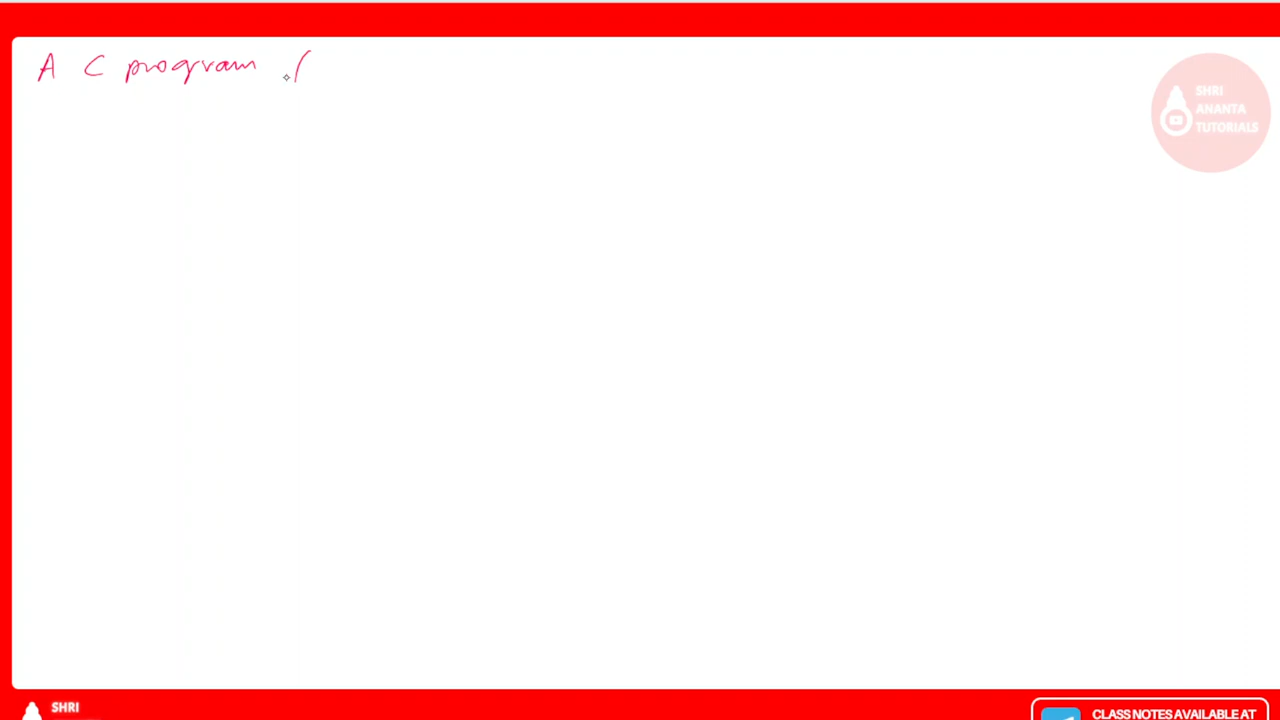 A C program
SHRI
ANANTA
TUTORIALS
SHRI
CLASS NOTES AVAILABLE AT